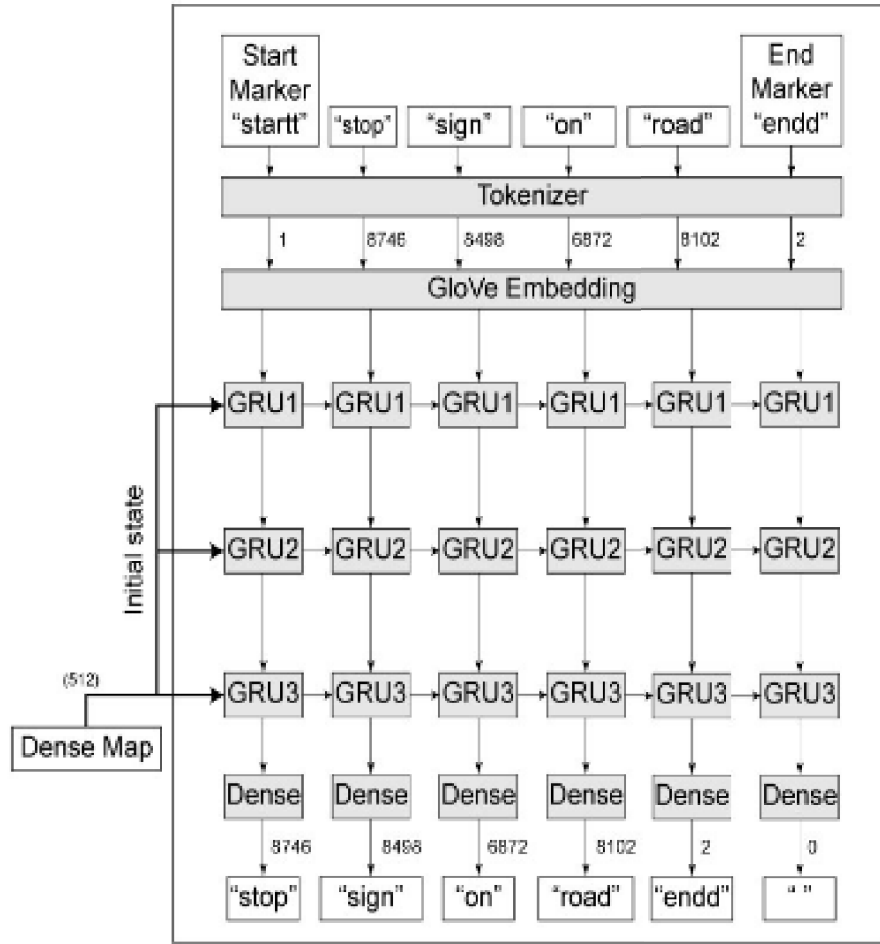 Start Marker "startt"
"stop"
"sign"
"on"
"road"
End Marker "endd"
Tokenizer
1 8746 8498 6872 8102 2
GloVe Embedding
GRU1 GRU1 GRU1 GRU1 GRU1 GRU1
Initial state
GRU2 GRU2 GRU2 GRU2 GRU2 GRU2
(512)
GRU3 GRU3 GRU3 GRU3 GRU3 GRU3
Dense Map
Dense Dense Dense Dense Dense Dense
8746 8498 6872 8102 2 0
"stop" "sign" "on" "road" "endd" " "